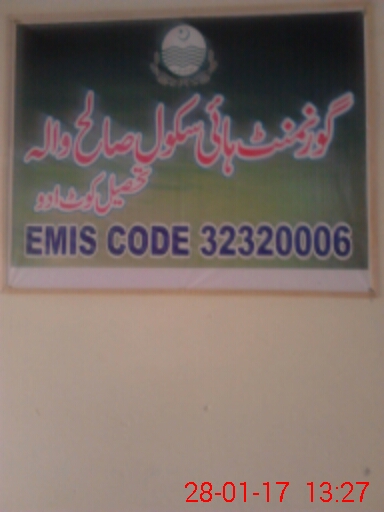 گورنمنٹ ہائی سکول صالح والہ
تحصیل کوٹ ادو
EMIS CODE 32320006
28-01-17 13:27